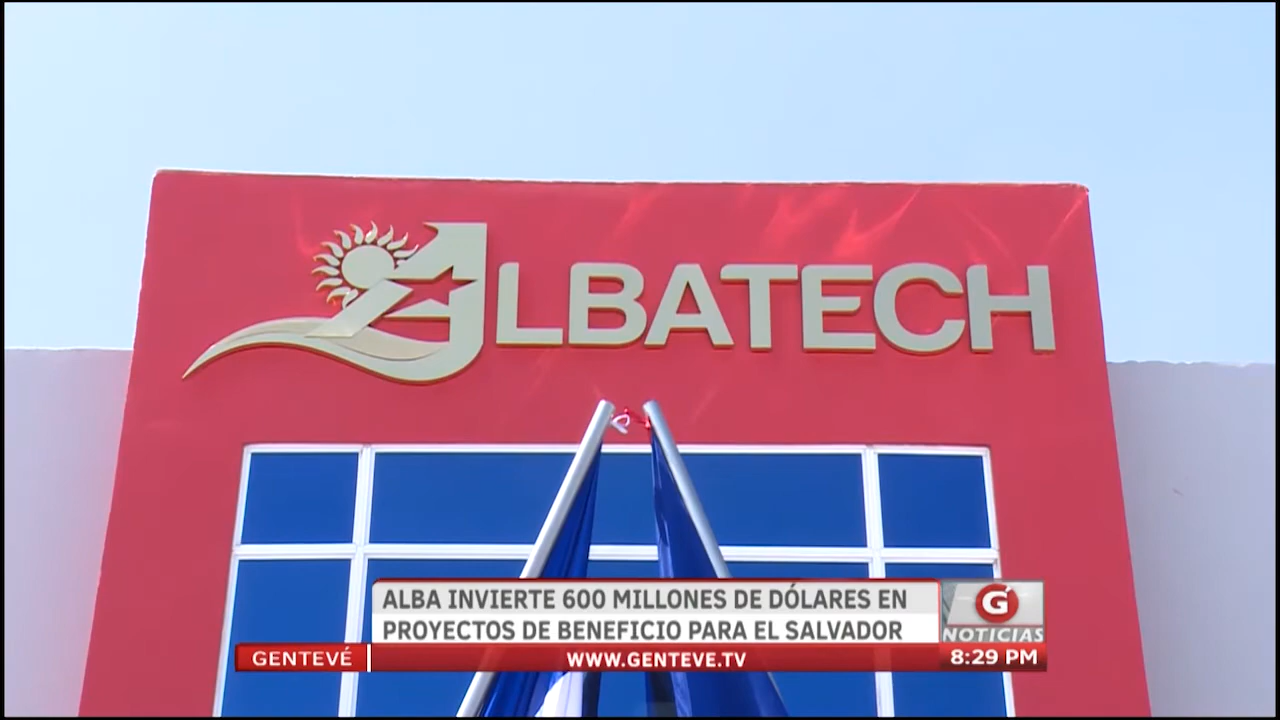 ALBATECH
ALBA INVIERTE 600 MILLONES DE DÓLARES EN
PROYECTOS DE BENEFICIO PARA EL SALVADOR
G
NOTICIAS
GENTEVÉ
WWW.GENTEVE.TV
8:29 PM